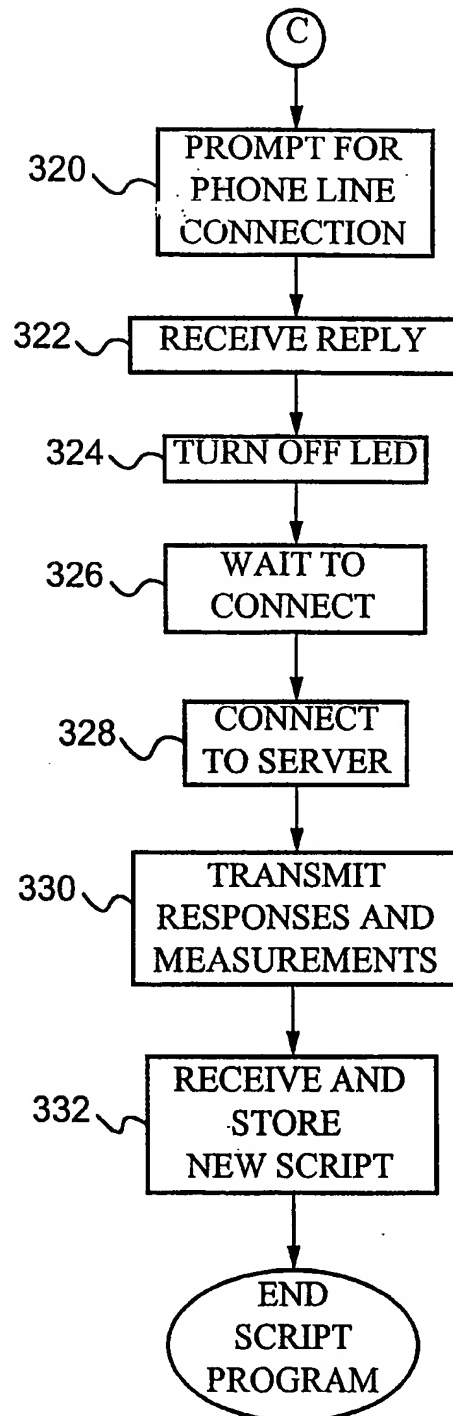 C
320
PROMPT FOR
PHONE LINE
CONNECTION
322
RECEIVE REPLY
324
TURN OFF LED
326
WAIT TO
CONNECT
328
CONNECT
TO SERVER
330
TRANSMIT
RESPONSES AND
MEASUREMENTS
332
RECEIVE AND
STORE
NEW SCRIPT
END
SCRIPT
PROGRAM